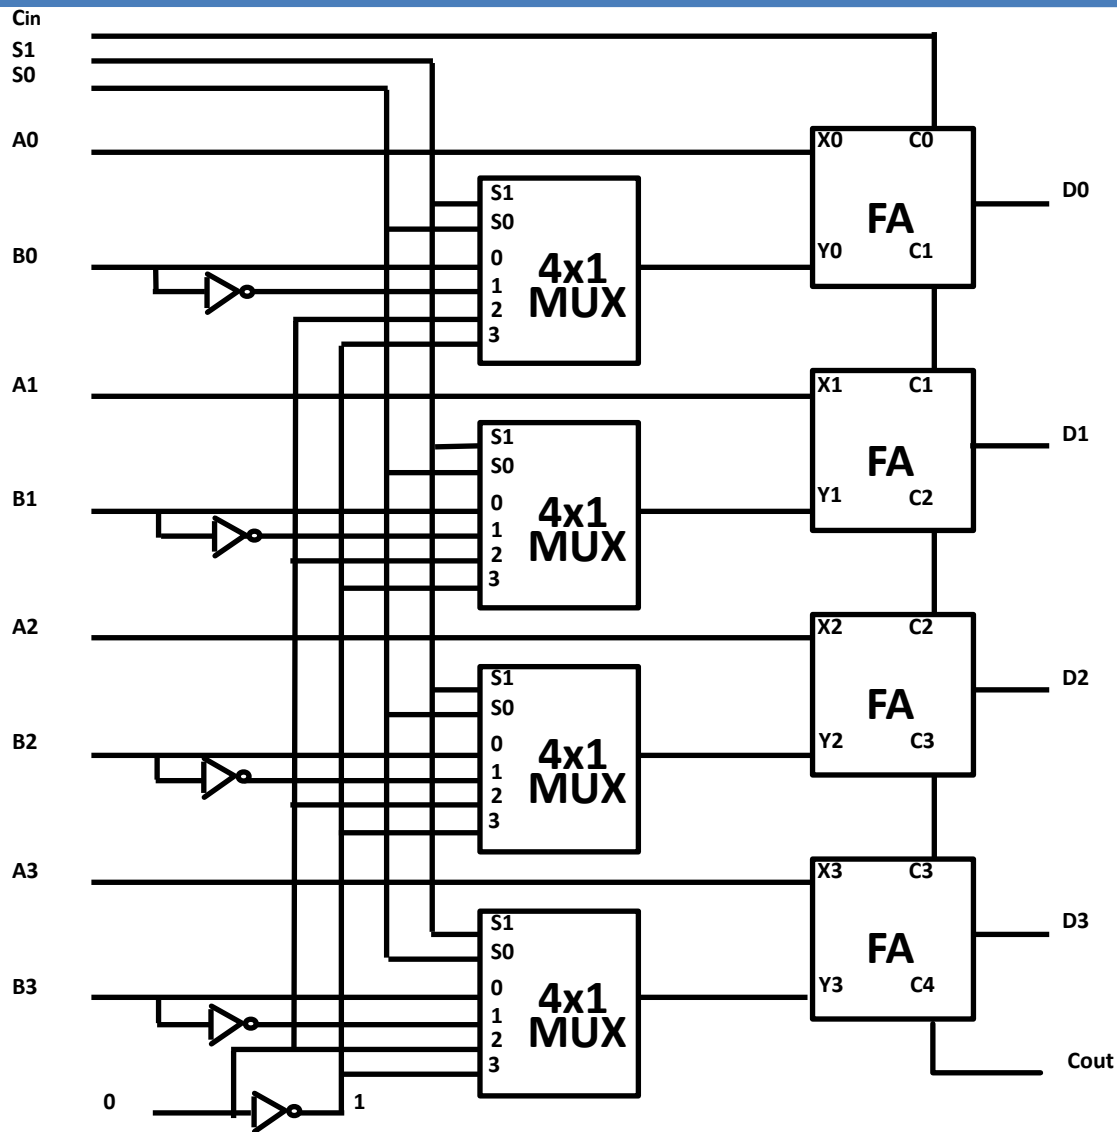 Cin
S1
S0
A0
X0 C0
FA
Y0 C1
D0
S1
S0
0
1
2
3
4x1
MUX
B0
A1
X1 C1
FA
Y1 C2
D1
S1
S0
0
1
2
3
4x1
MUX
B1
A2
X2 C2
FA
Y2 C3
D2
S1
S0
0
1
2
3
4x1
MUX
B2
A3
X3 C3
FA
Y3 C4
D3
S1
S0
0
1
2
3
4x1
MUX
B3
Cout
0
1